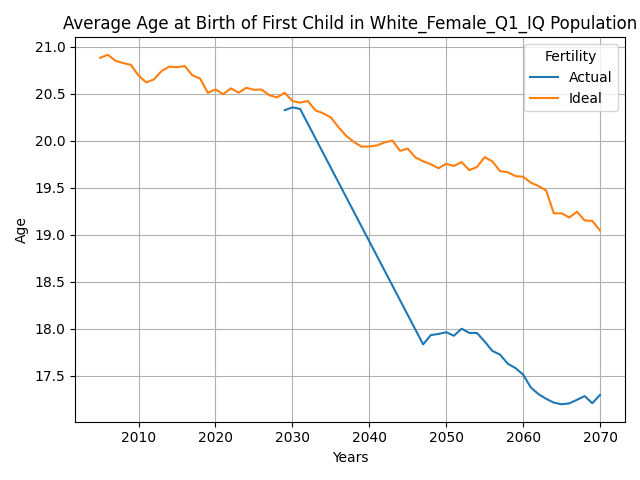 Average Age at Birth of First Child in White_Female_Q1_IQ Population
Fertility
Actual
Ideal
Age
21.0
20.5
20.0
19.5
19.0
18.5
18.0
17.5
2010
2020
2030
2040
2050
2060
2070
Years